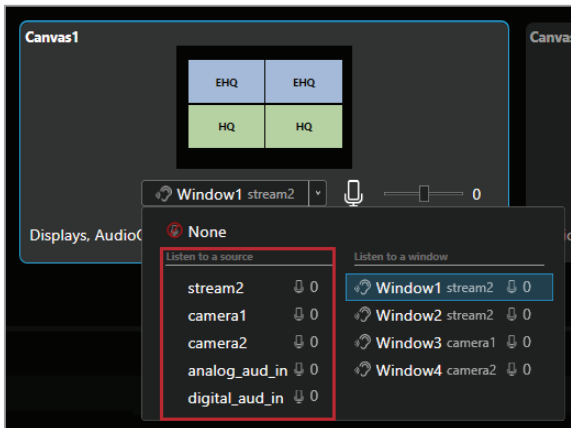 Canvas1
Canvas
EHQ EHQ
HQ HQ
Window1 stream2 0
Displays, Audio
None
Listen to a source Listen to a window
stream2 0 Window1 stream2 0
camera1 0 Window2 stream2 0
camera2 0 Window3 camera1 0
analog_aud_in 0 Window4 camera2 0
digital_aud_in 0